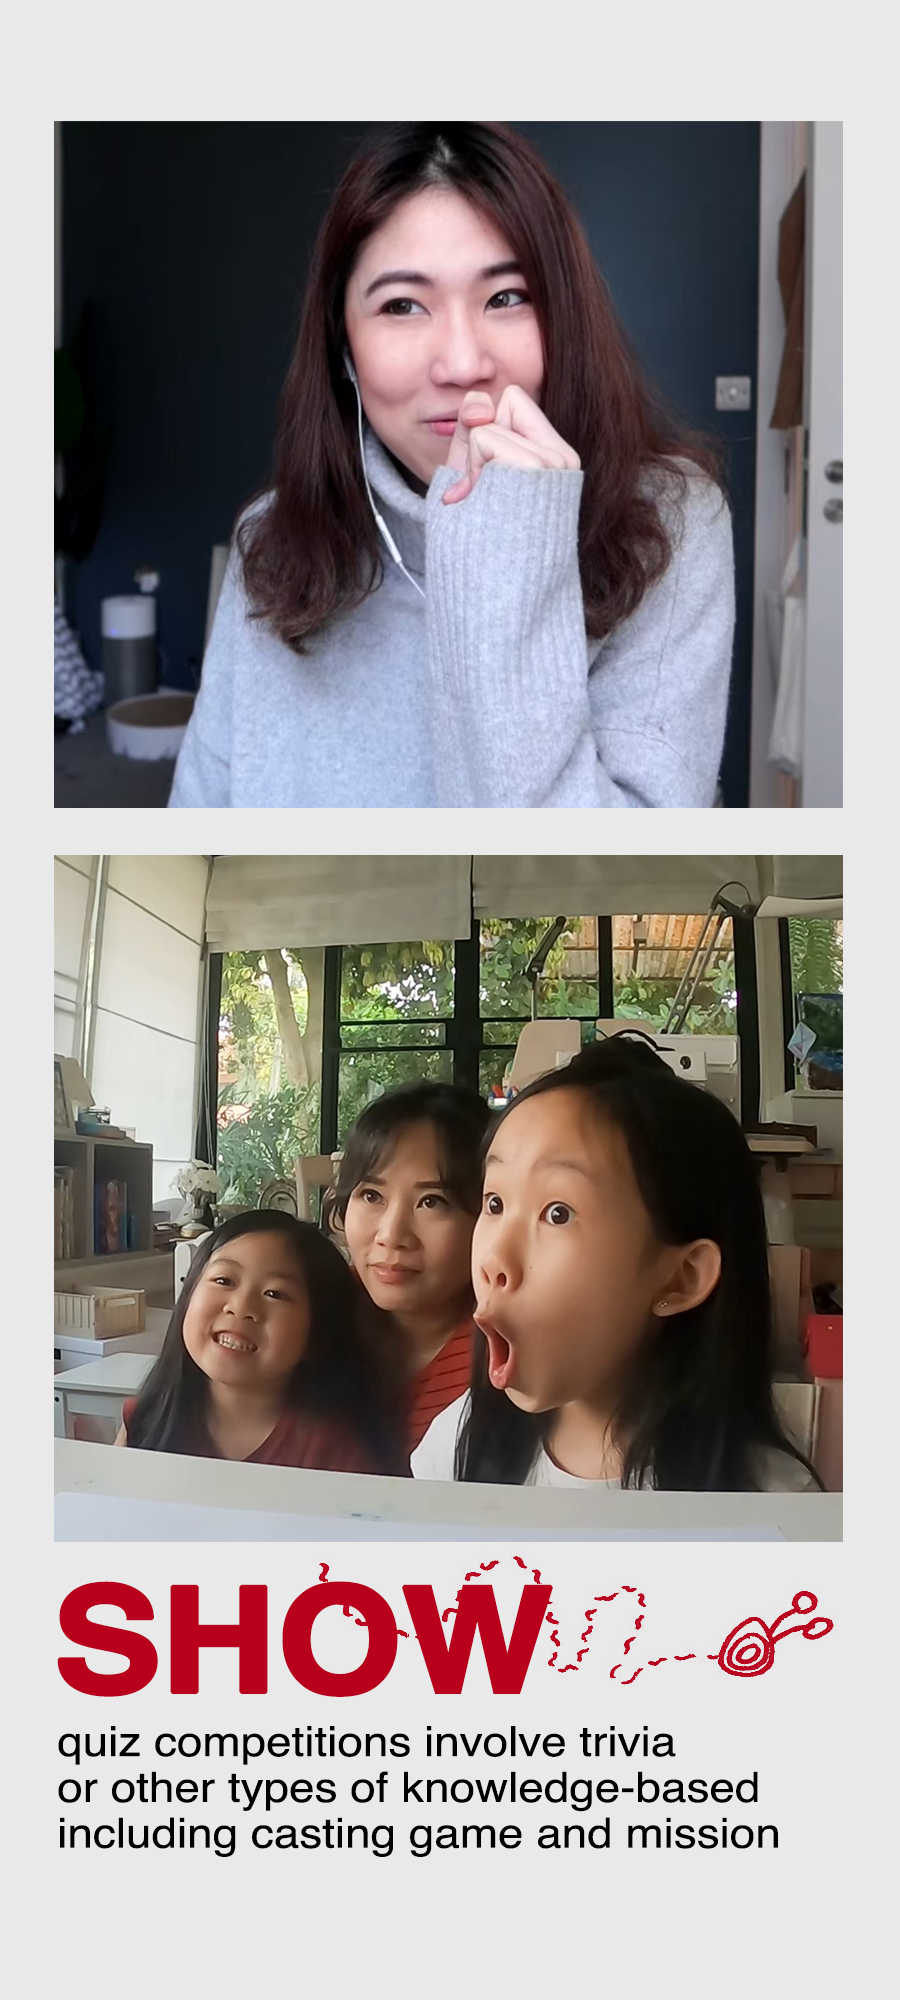 SHOW
quiz competitions involve trivia
or other types of knowledge-based
including casting game and mission